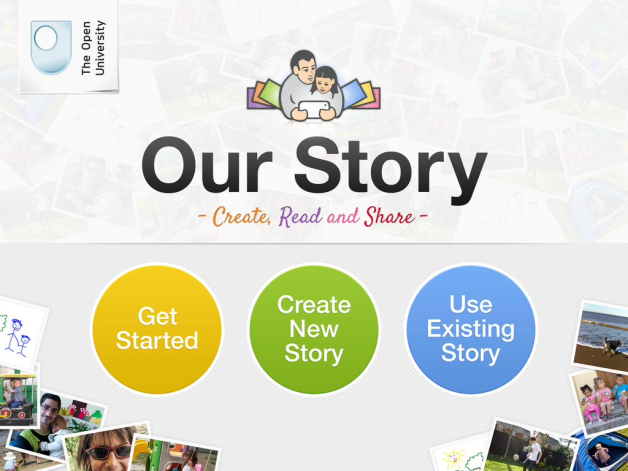 The Open
University
Our Story
- Create, Read and Share -
Get
Started
Create
New
Story
Use
Existing
Story